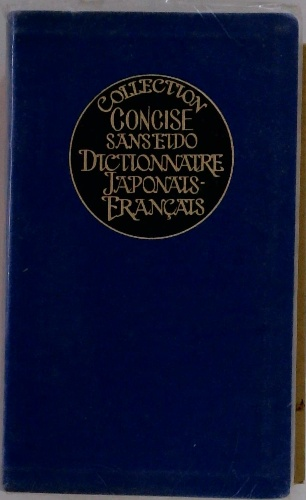 COLLECTION
CONCISE
SANSEIDO
DICTIONNAIRE
JAPONAIS-
FRANÇAIS